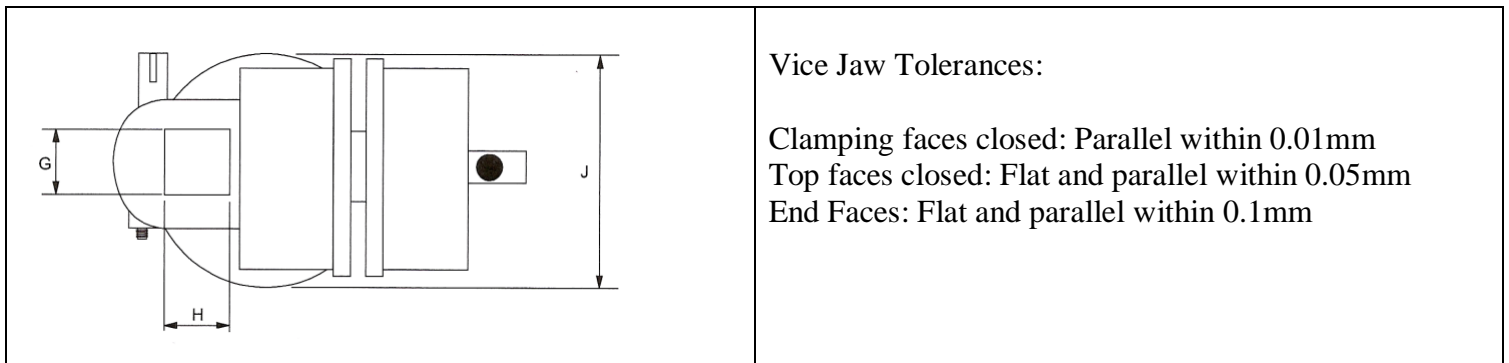 G
J
H
Vice Jaw Tolerances:
Clamping faces closed: Parallel within 0.01mm
Top faces closed: Flat and parallel within 0.05mm
End Faces: Flat and parallel within 0.1mm